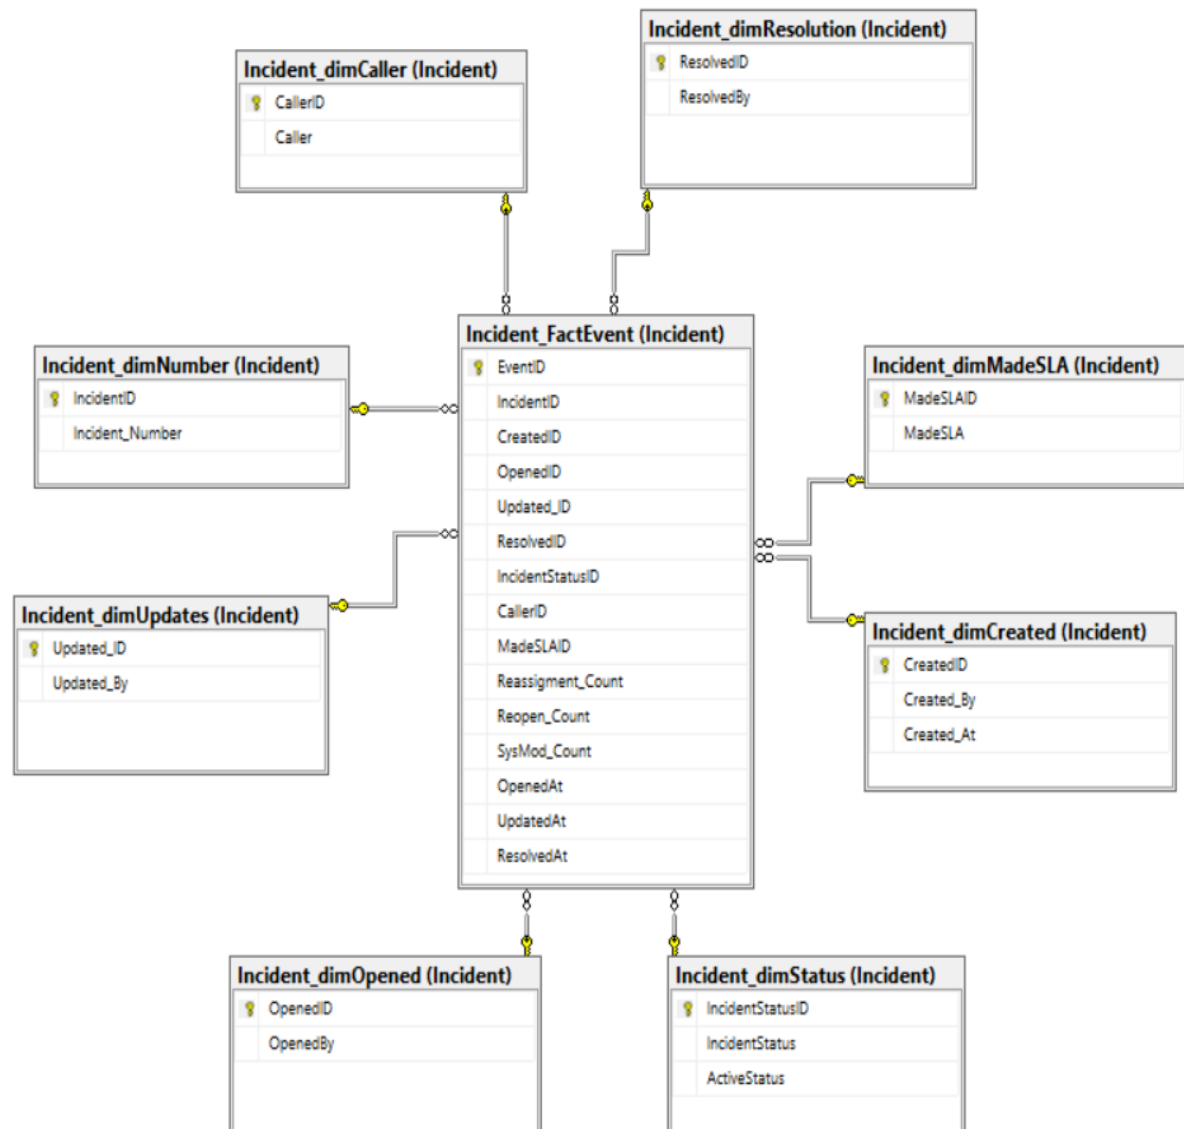 Incident_dimResolution (Incident)
ResolvedID
ResolvedBy
Incident_dimCaller (Incident)
CallerID
Caller
Incident_FactEvent (Incident)
EventID
IncidentID
CreatedID
OpenedID
Updated_ID
ResolvedID
IncidentStatusID
CallerID
MadeSLAID
Reassigment_Count
Reopen_Count
SysMod_Count
OpenedAt
UpdatedAt
ResolvedAt
Incident_dimNumber (Incident)
IncidentID
Incident_Number
Incident_dimMadeSLA (Incident)
MadeSLAID
MadeSLA
Incident_dimUpdates (Incident)
Updated_ID
Updated_By
Incident_dimCreated (Incident)
CreatedID
Created_By
Created_At
Incident_dimOpened (Incident)
OpenedID
OpenedBy
Incident_dimStatus (Incident)
IncidentStatusID
IncidentStatus
ActiveStatus